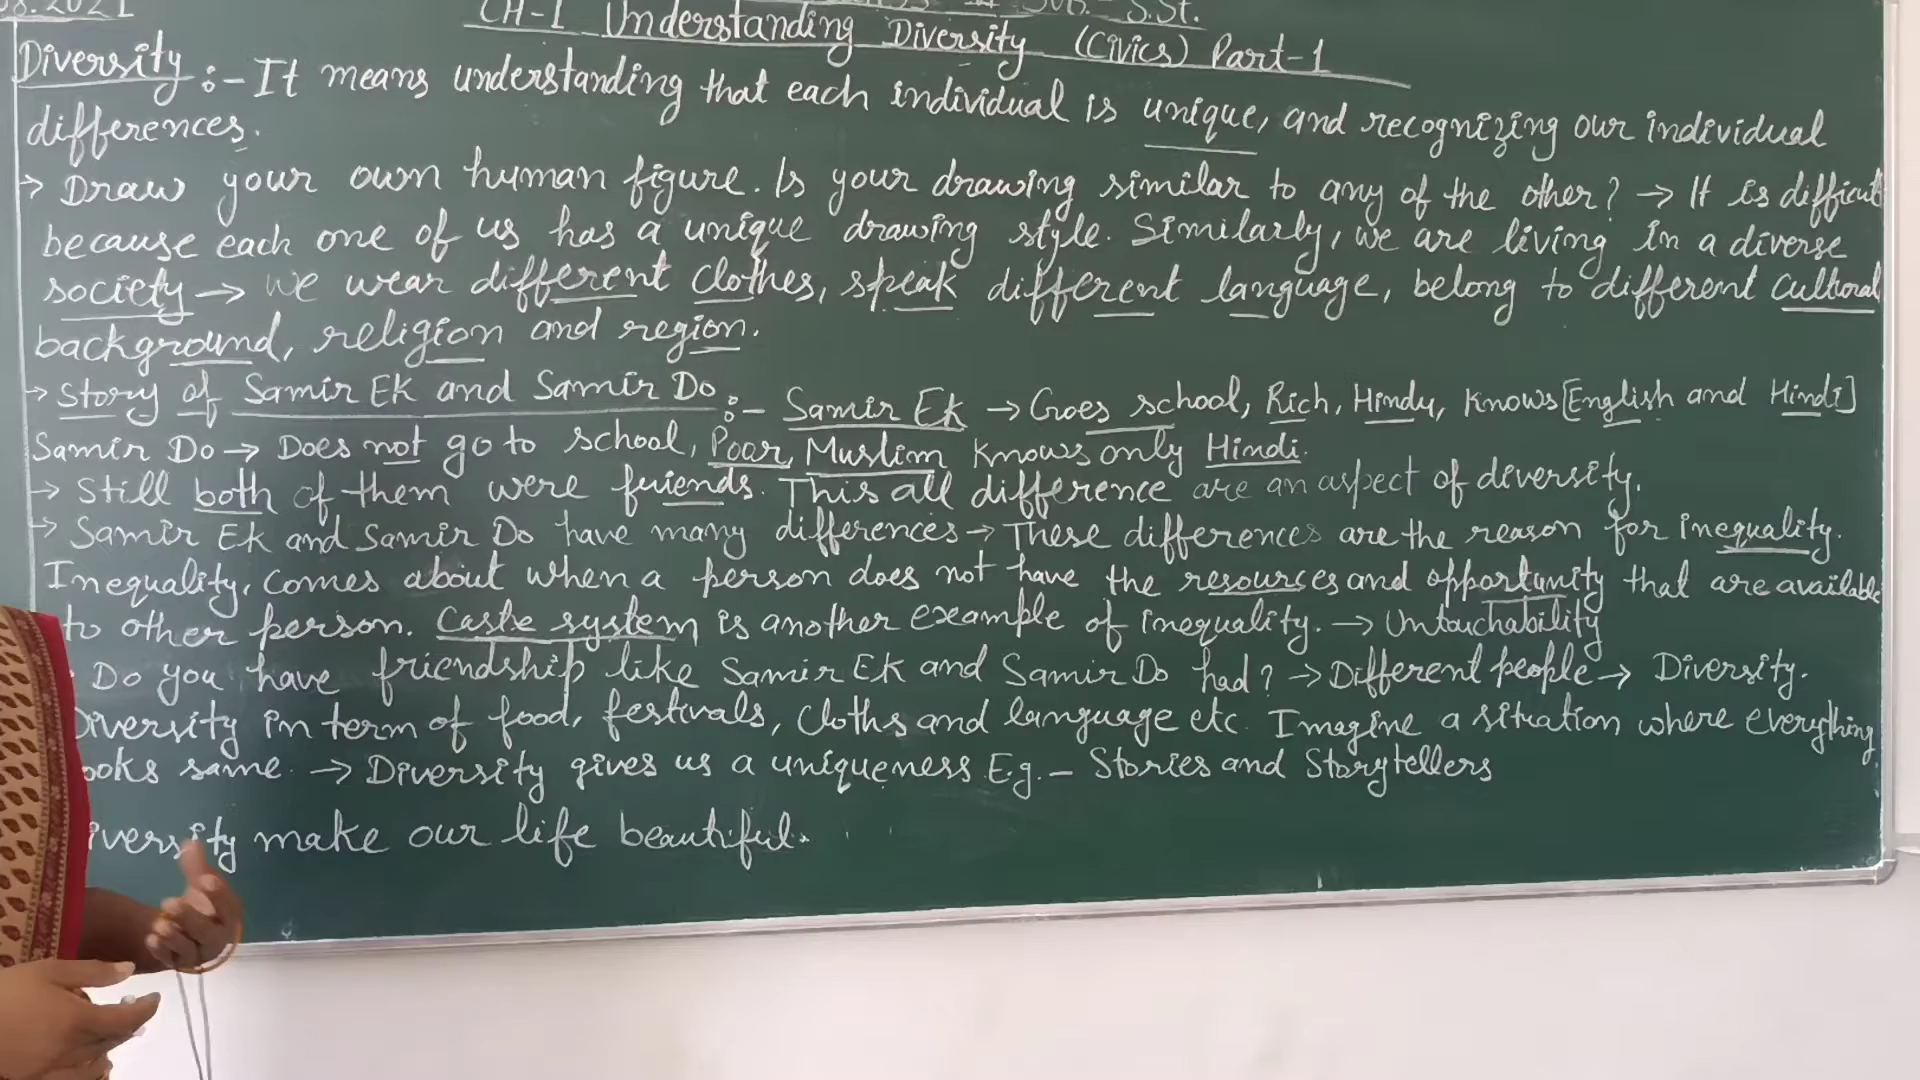 .2021
CH-1 Understanding Diversity (Civics) Part-1
Diversity :- It means understanding that each individual is unique, and recognizing our individual
differences.
→ Draw your own human figure. Is your drawing similar to any of the other? → It is difficult
because each one of us has a unique drawing style. Similarly, we are living in a diverse
society → We wear different clothes, speak different language, belong to different cultural
background, religion and region.
→ Story of Samir Ek and Samir Do :- Samir Ek → Goes school, Rich, Hindu, Knows [English and Hindi]
Samir Do → Does not go to school, Poar, Muslim Knows only Hindi.
→ Still both of them were friends. This all difference are an aspect of diversity.
→ Samir Ek and Samir Do have many differences → These differences are the reason for inequality.
Inequality, comes about when a person does not have the resources and opportunity that are available
to other person. Caste system is another example of inequality. → Untouchability
Do you have friendship like Samir Ek and Samir Do had? → Different people → Diversity.
Diversity in term of food, festivals, Cloths and language etc. Imagine a situation where everything
ooks same. → Diversity gives us a uniqueness E.g. - Stories and Storytellers
iversity make our life beautiful.